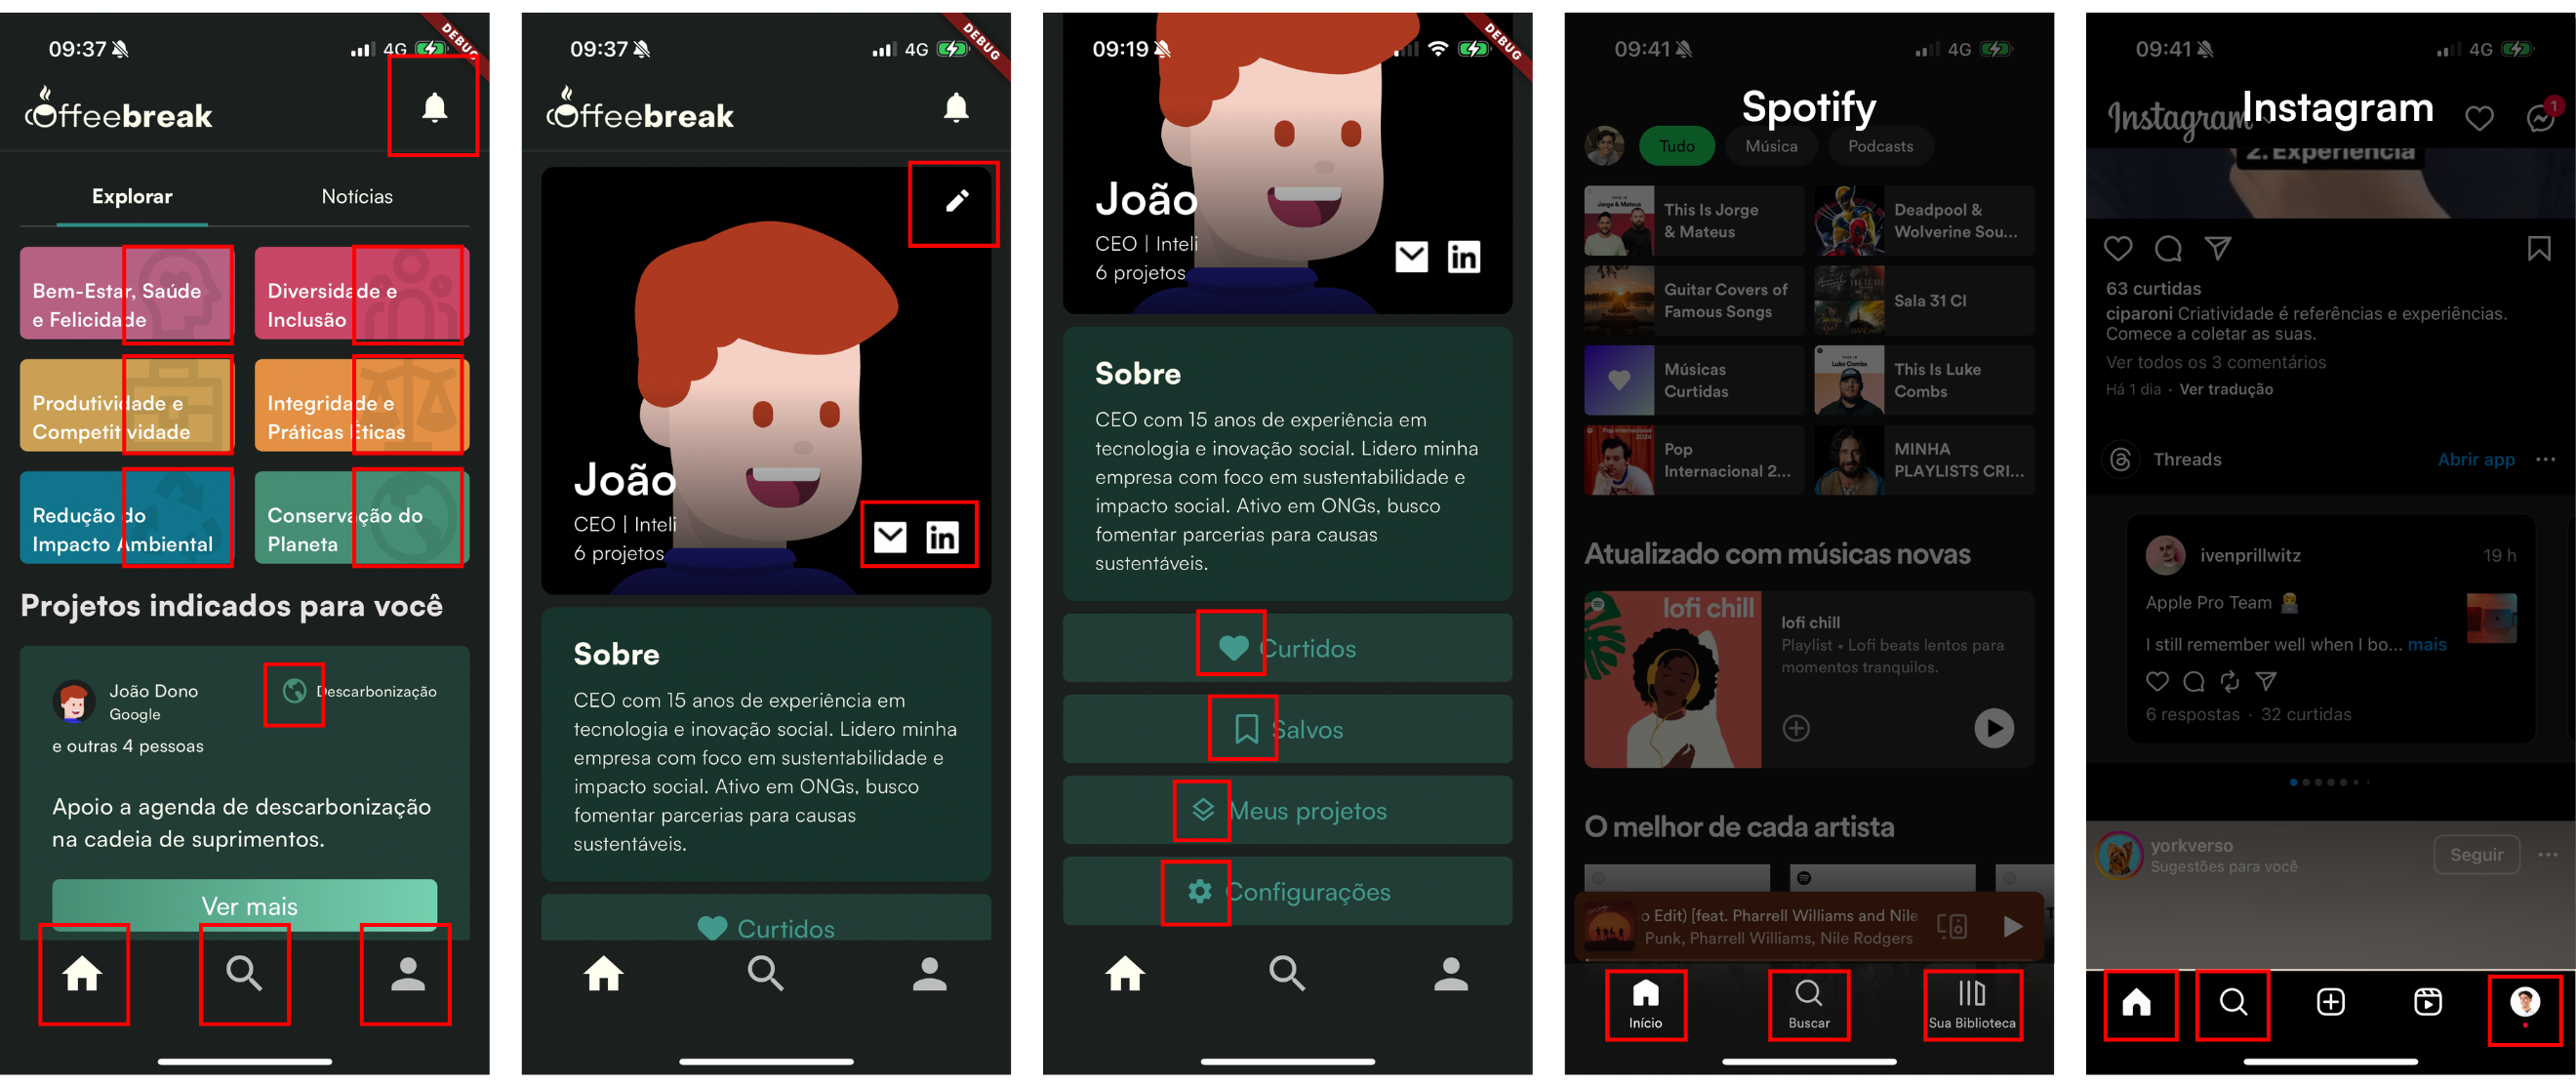 09:37
4G
DEBUG
coffeebreak
Explorar
Notícias
Bem-Estar, Saúde
e Felicidade
Diversidade e
Inclusão
Produtividade e
Competitividade
Integridade e
Práticas Éticas
Redução do
Impacto Ambiental
Conservação do
Planeta
Projetos indicados para você
João Dono
Google
Descarbonização
e outras 4 pessoas
Apoio a agenda de descarbonização
na cadeia de suprimentos.
Ver mais
09:37
4G
DEBUG
coffeebreak
João
CEO | Inteli
6 projetos
in
Sobre
CEO com 15 anos de experiência em
tecnologia e inovação social. Lidero minha
empresa com foco em sustentabilidade e
impacto social. Ativo em ONGs, busco
fomentar parcerias para causas
sustentáveis.
Curtidos
09:19
DEBUG
João
CEO | Inteli
6 projetos
in
Sobre
CEO com 15 anos de experiência em
tecnologia e inovação social. Lidero minha
empresa com foco em sustentabilidade e
impacto social. Ativo em ONGs, busco
fomentar parcerias para causas
sustentáveis.
Curtidos
Salvos
Meus projetos
Configurações
09:41
4G
Spotify
Tudo
Música
Podcasts
This Is Jorge
& Mateus
Deadpool &
Wolverine Sou...
Guitar Covers of
Famous Songs
Sala 31 CI
Músicas
Curtidas
This Is Luke
Combs
Pop
Internacional 2...
MINHA
PLAYLISTS CRI...
Atualizado com músicas novas
lofi chill
lofi chill
Playlist • Lofi beats lentos para
momentos tranquilos.
O melhor de cada artista
o Edit) [feat. Pharrell Williams and Nile
Punk, Pharrell Williams, Nile Rodgers
Início
Buscar
Sua Biblioteca
09:41
4G
Instagram
Instagram
1
2. Experiência
63 curtidas
ciparoni Criatividade é referências e experiências.
Comece a coletar as suas.
Ver todos os 3 comentários
Há 1 dia · Ver tradução
Threads
Abrir app
ivenprillwitz
19 h
Apple Pro Team
I still remember well when I bo... mais
6 respostas · 32 curtidas
yorkverso
Sugestões para você
Seguir